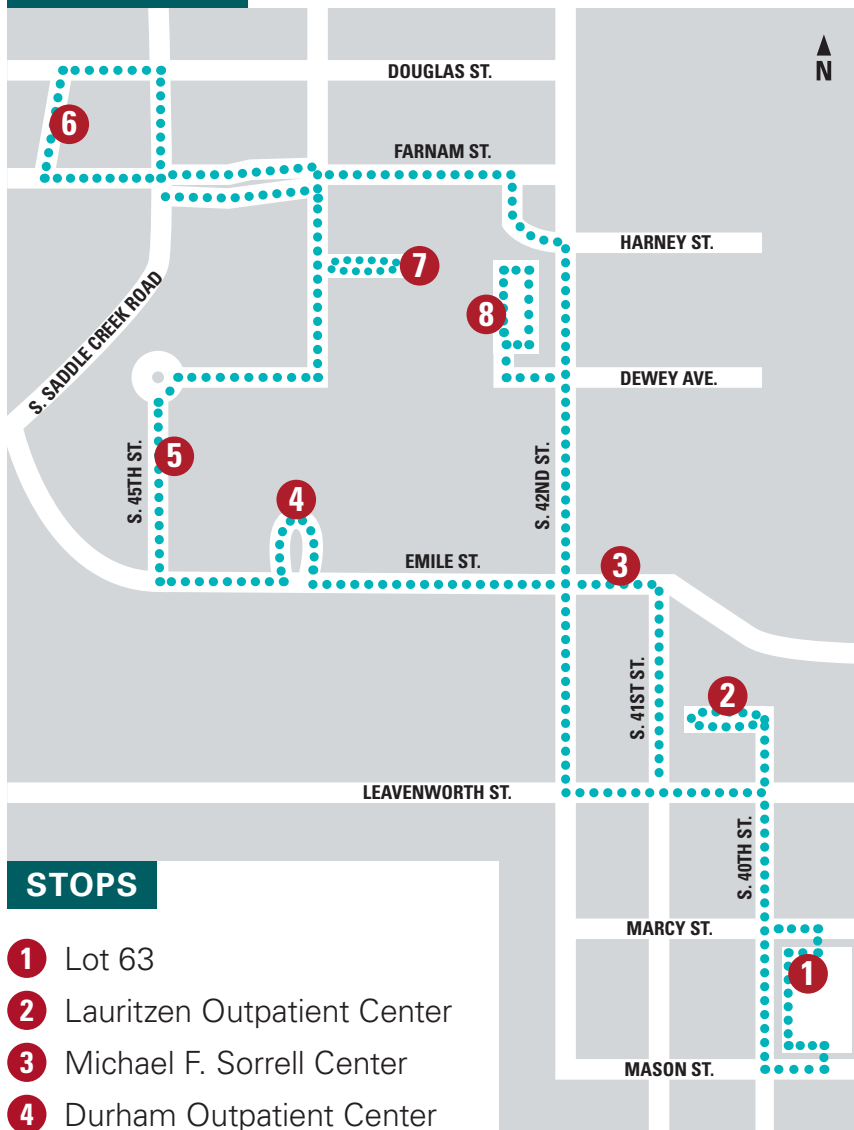 DOUGLAS ST.
N
6
FARNAM ST.
HARNEY ST.
7
8
S. SADDLE CREEK ROAD
DEWEY AVE.
S. 45TH ST.
5
S. 42ND ST.
4
EMILE ST.
3
S. 41ST ST.
2
LEAVENWORTH ST.
S. 40TH ST.
MARCY ST.
1
MASON ST.
STOPS
1 Lot 63
2 Lauritzen Outpatient Center
3 Michael F. Sorrell Center
4 Durham Outpatient Center